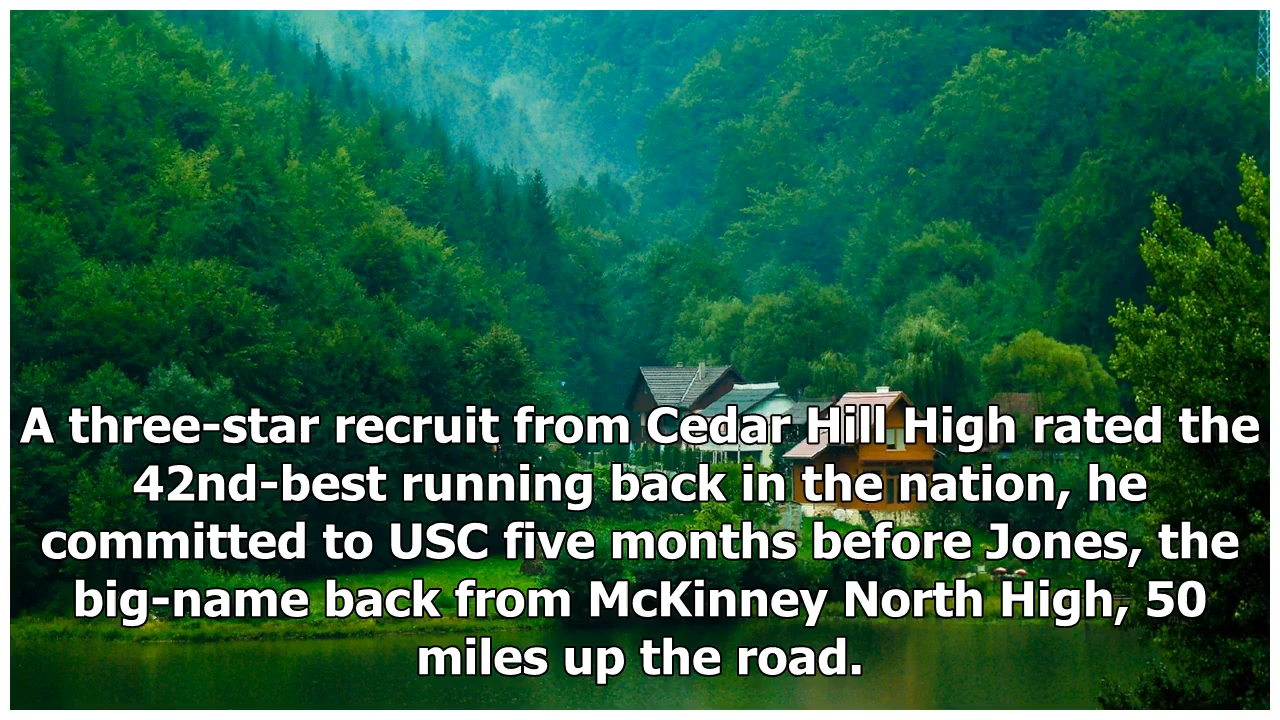 A three-star recruit from Cedar Hill High rated the
42nd-best running back in the nation, he
committed to USC five months before Jones, the
big-name back from McKinney North High, 50
miles up the road.